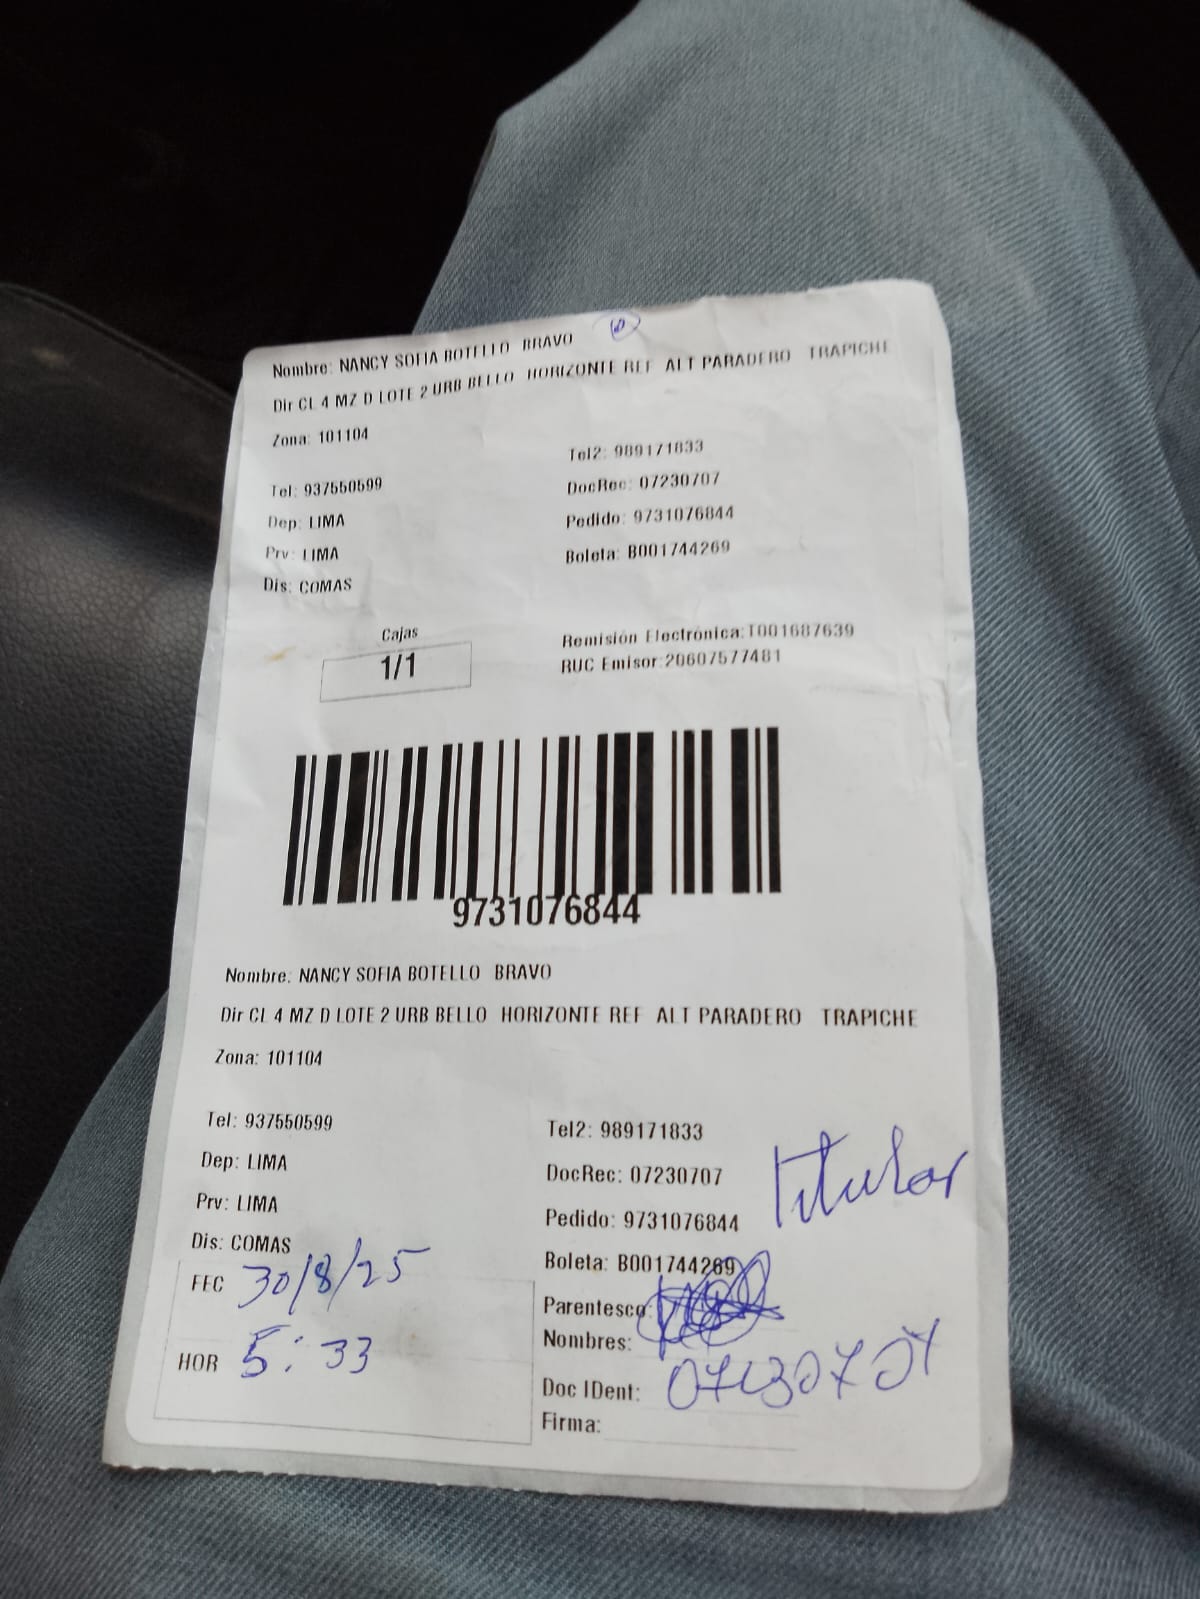 Nombre: NANCY SOFIA BOTELLO BRAVO
Dir CL 4 MZ D LOTE 2 URB BELLO HORIZONTE REF ALT PARADERO TRAPICHE
Zona: 101104
Tel2: 989171833
Tel: 937550599
DocRec: 07230707
Dep: LIMA
Pedido: 9731076844
Prv: LIMA
Boleta: B001744269
Dis: COMAS
Cajas
1/1
Remisión Electrónica:T001687639
RUC Emisor:20607577481
9731076844
Nombre: NANCY SOFIA BOTELLO BRAVO
Dir CL 4 MZ D LOTE 2 URB BELLO HORIZONTE REF ALT PARADERO TRAPICHE
Zona: 101104
Tel: 937550599
Tel2: 989171833
Dep: LIMA
DocRec: 07230707
Titular
Prv: LIMA
Pedido: 9731076844
Dis: COMAS
Boleta: B001744269
FEC 30/8/25
Parentesco:
Nombres:
HOR 5:33
Doc IDent: 07230707
Firma: